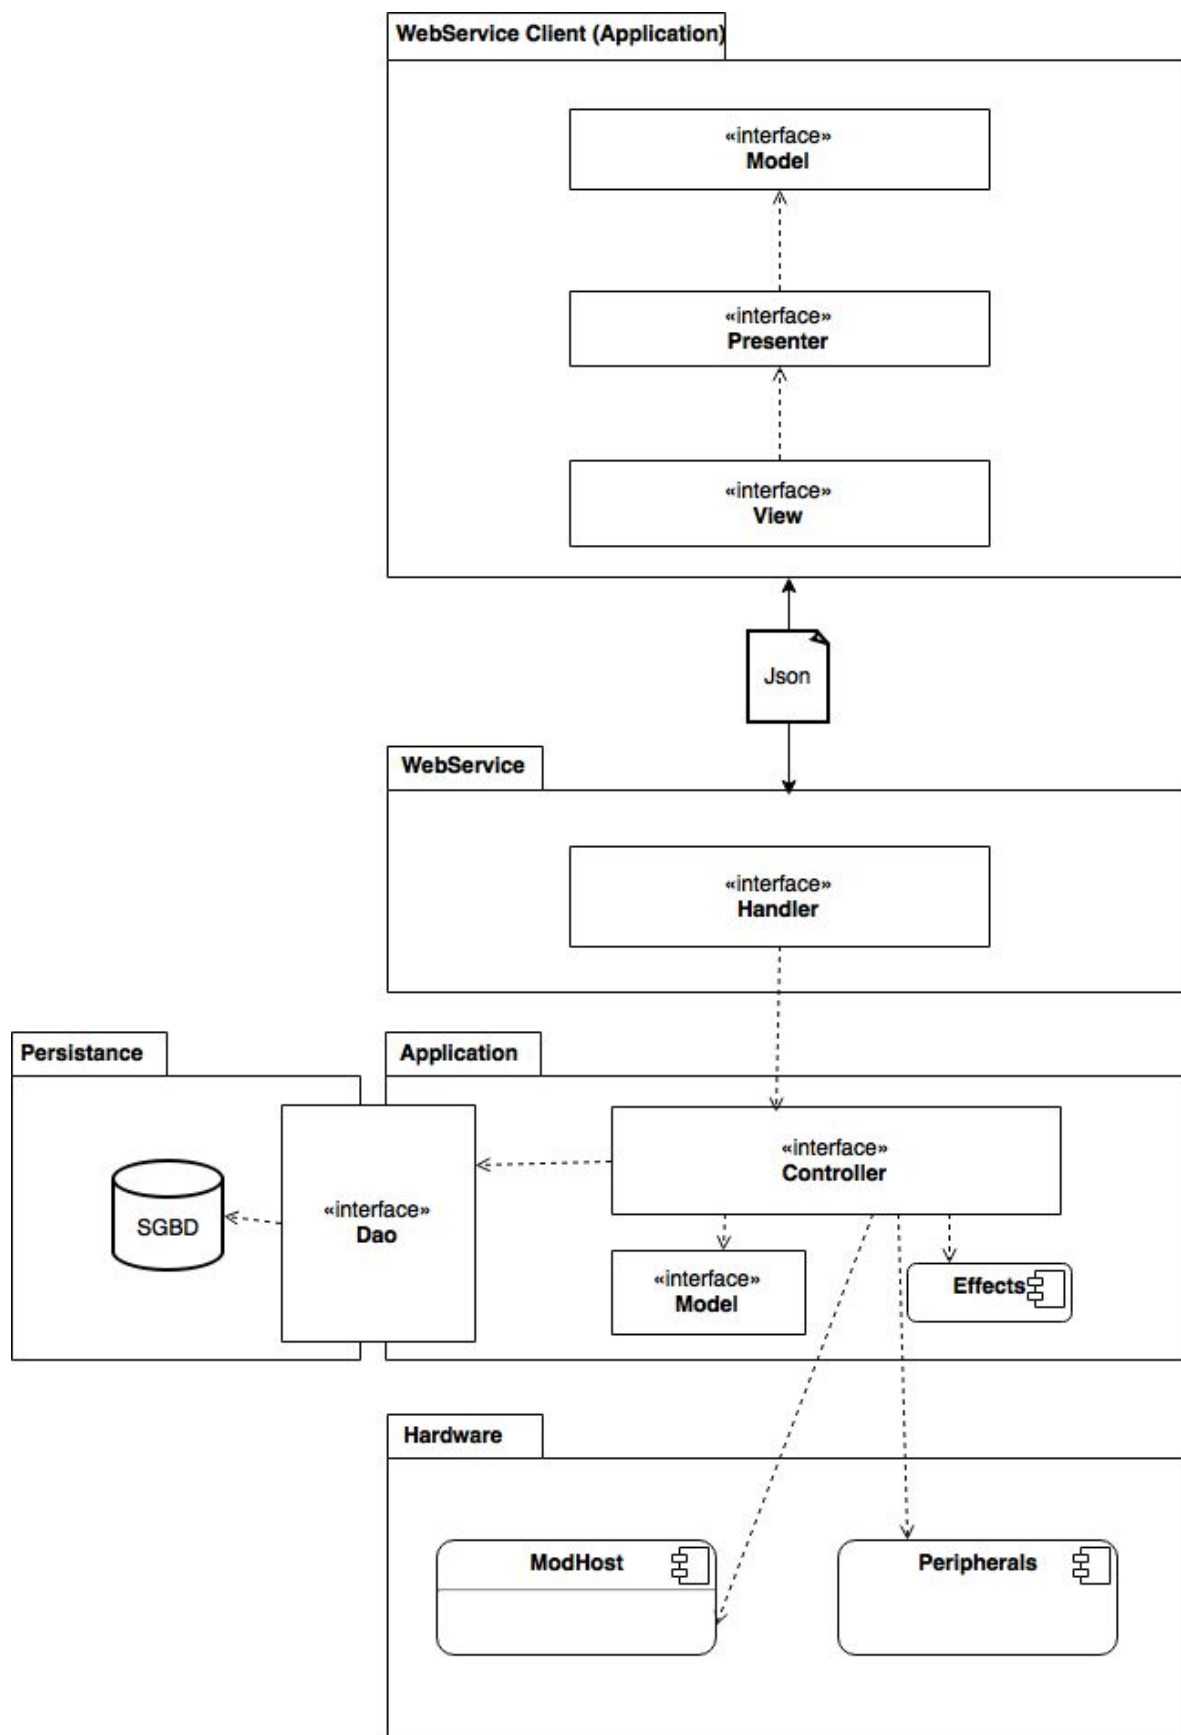 WebService Client (Application)
«interface»
Model
«interface»
Presenter
«interface»
View
Json
WebService
«interface»
Handler
Persistance
Application
SGBD
«interface»
Dao
«interface»
Controller
«interface»
Model
Effects
Hardware
ModHost
Peripherals